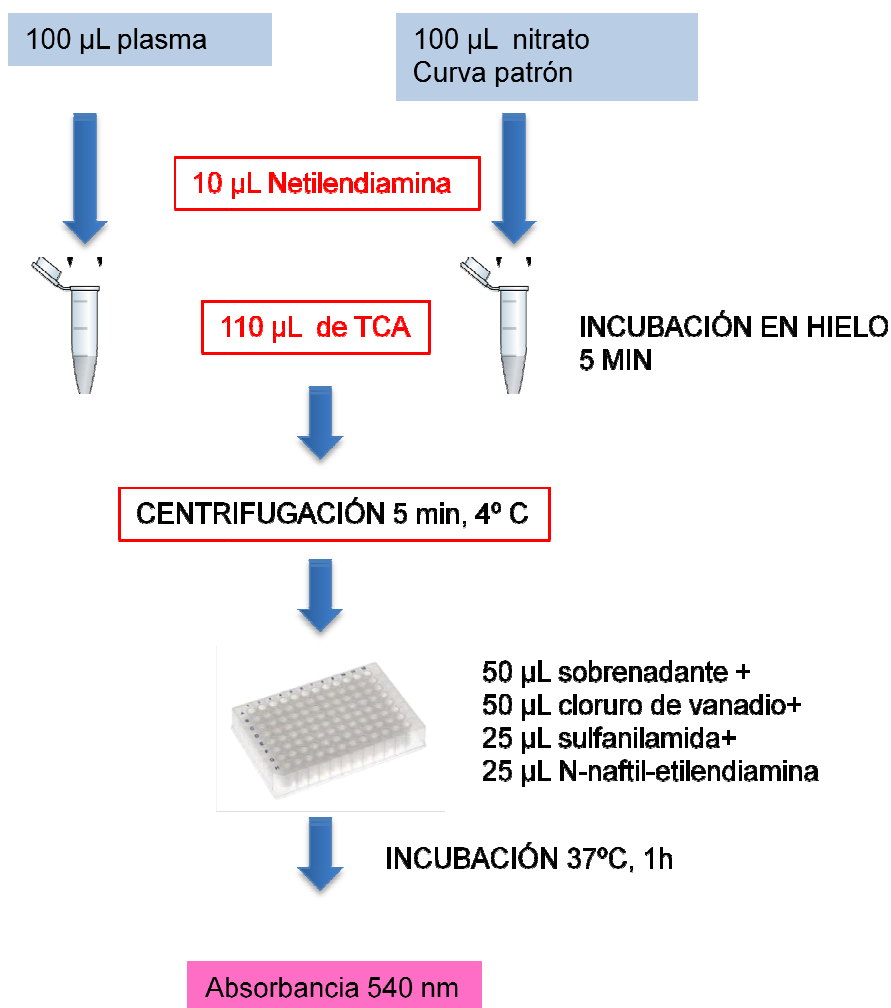 100 µL plasma
100 µL nitrato
Curva patrón
10 µL Netilendiamina
110 µL de TCA
INCUBACIÓN EN HIELO
5 MIN
CENTRIFUGACIÓN 5 min, 4º C
50 µL sobrenadante +
50 µL cloruro de vanadio+
25 µL sulfanilamida+
25 µL N-naftil-etilendiamina
INCUBACIÓN 37ºC, 1h
Absorbancia 540 nm